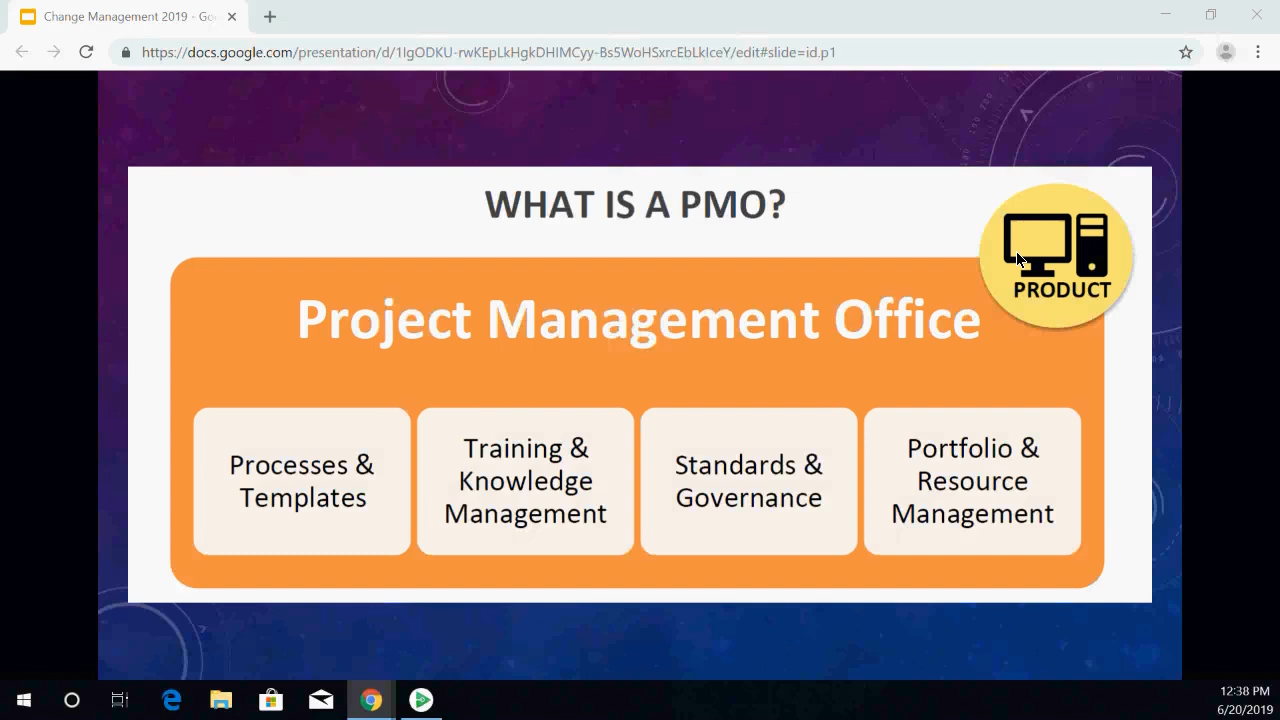 Change Management 2019 - Go
https://docs.google.com/presentation/d/1IgODKU-rwKEpLkHgkDHIMCyy-Bs5WoHSxrcEbLkIceY/edit#slide=id.p1
WHAT IS A PMO?
PRODUCT
Project Management Office
Processes &
Templates
Training &
Knowledge
Management
Standards &
Governance
Portfolio &
Resource
Management
12:38 PM
6/20/2019